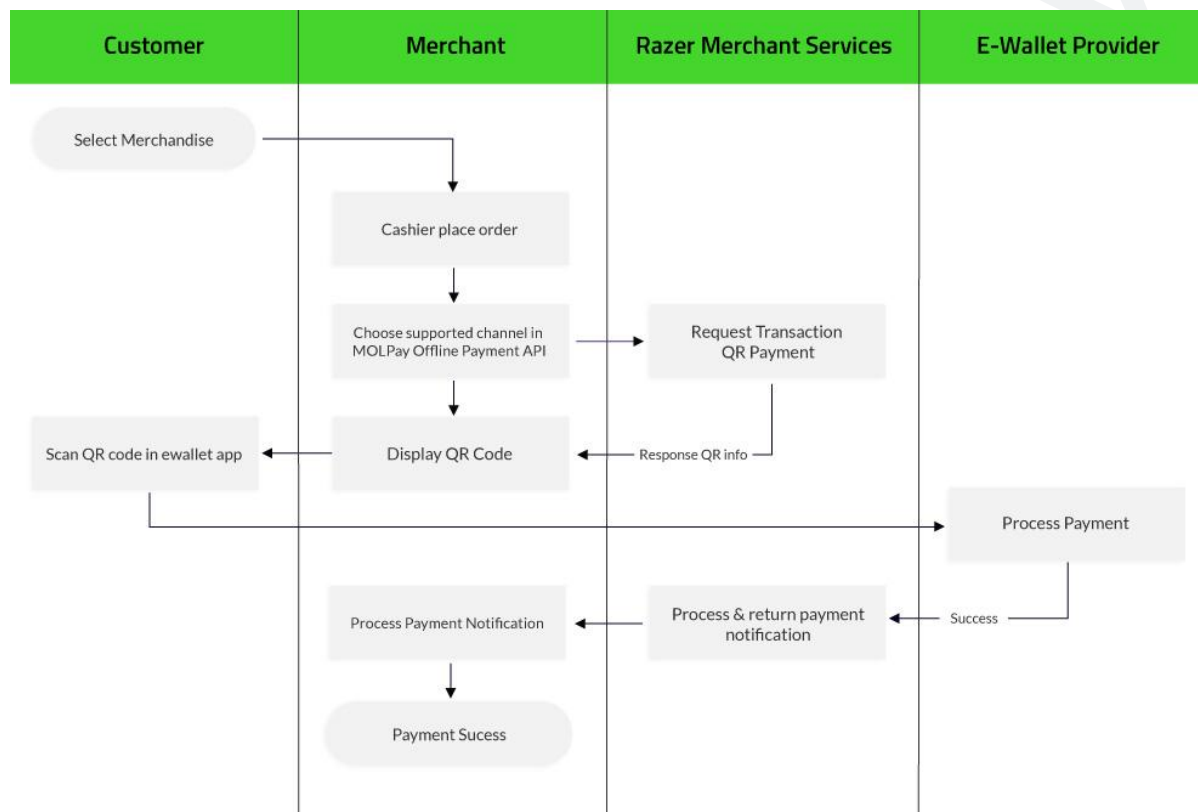 Customer
Merchant
Razer Merchant Services
E-Wallet Provider
Select Merchandise
Cashier place order
Choose supported channel in
MOLPay Offline Payment API
Request Transaction
QR Payment
Scan QR code in ewallet app
Display QR Code
Response QR info
Process Payment
Process Payment Notification
Process & return payment
notification
Success
Payment Sucess